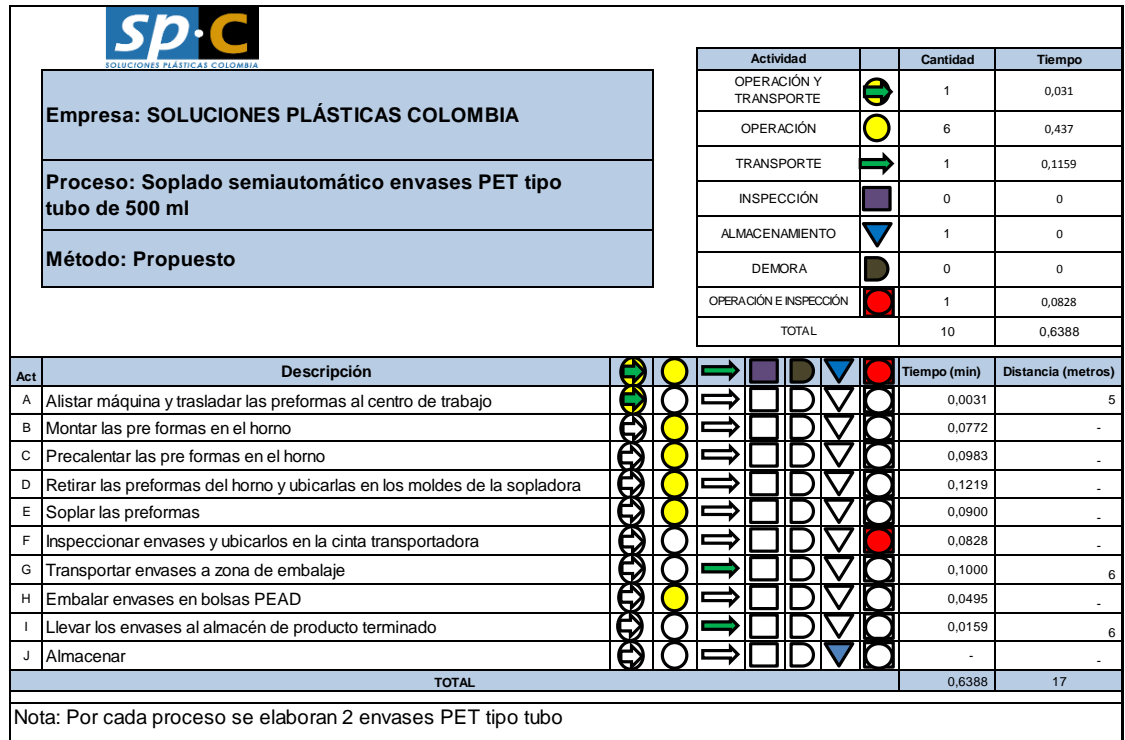 sp·C
SOLUCIONES PLÁSTICAS COLOMBIA
Empresa: SOLUCIONES PLÁSTICAS COLOMBIA
Proceso: Soplado semiautomático envases PET tipo
tubo de 500 ml
Método: Propuesto
Actividad Cantidad Tiempo
OPERACIÓN Y
TRANSPORTE 1 0,031
OPERACIÓN 6 0,437
TRANSPORTE 1 0,1159
INSPECCIÓN 0 0
ALMACENAMIENTO 1 0
DEMORA 0 0
OPERACIÓN E INSPECCIÓN 1 0,0828
TOTAL 10 0,6388
Act Descripción Tiempo (min) Distancia (metros)
A Alistar máquina y trasladar las preformas al centro de trabajo 0,0031 5
B Montar las pre formas en el horno 0,0772 -
C Precalentar las pre formas en el horno 0,0983 -
D Retirar las preformas del horno y ubicarlas en los moldes de la sopladora 0,1219 -
E Soplar las preformas 0,0900 -
F Inspeccionar envases y ubicarlos en la cinta transportadora 0,0828 -
G Transportar envases a zona de embalaje 0,1000 6
H Embalar envases en bolsas PEAD 0,0495 -
I Llevar los envases al almacén de producto terminado 0,0159 6
J Almacenar - -
TOTAL 0,6388 17
Nota: Por cada proceso se elaboran 2 envases PET tipo tubo